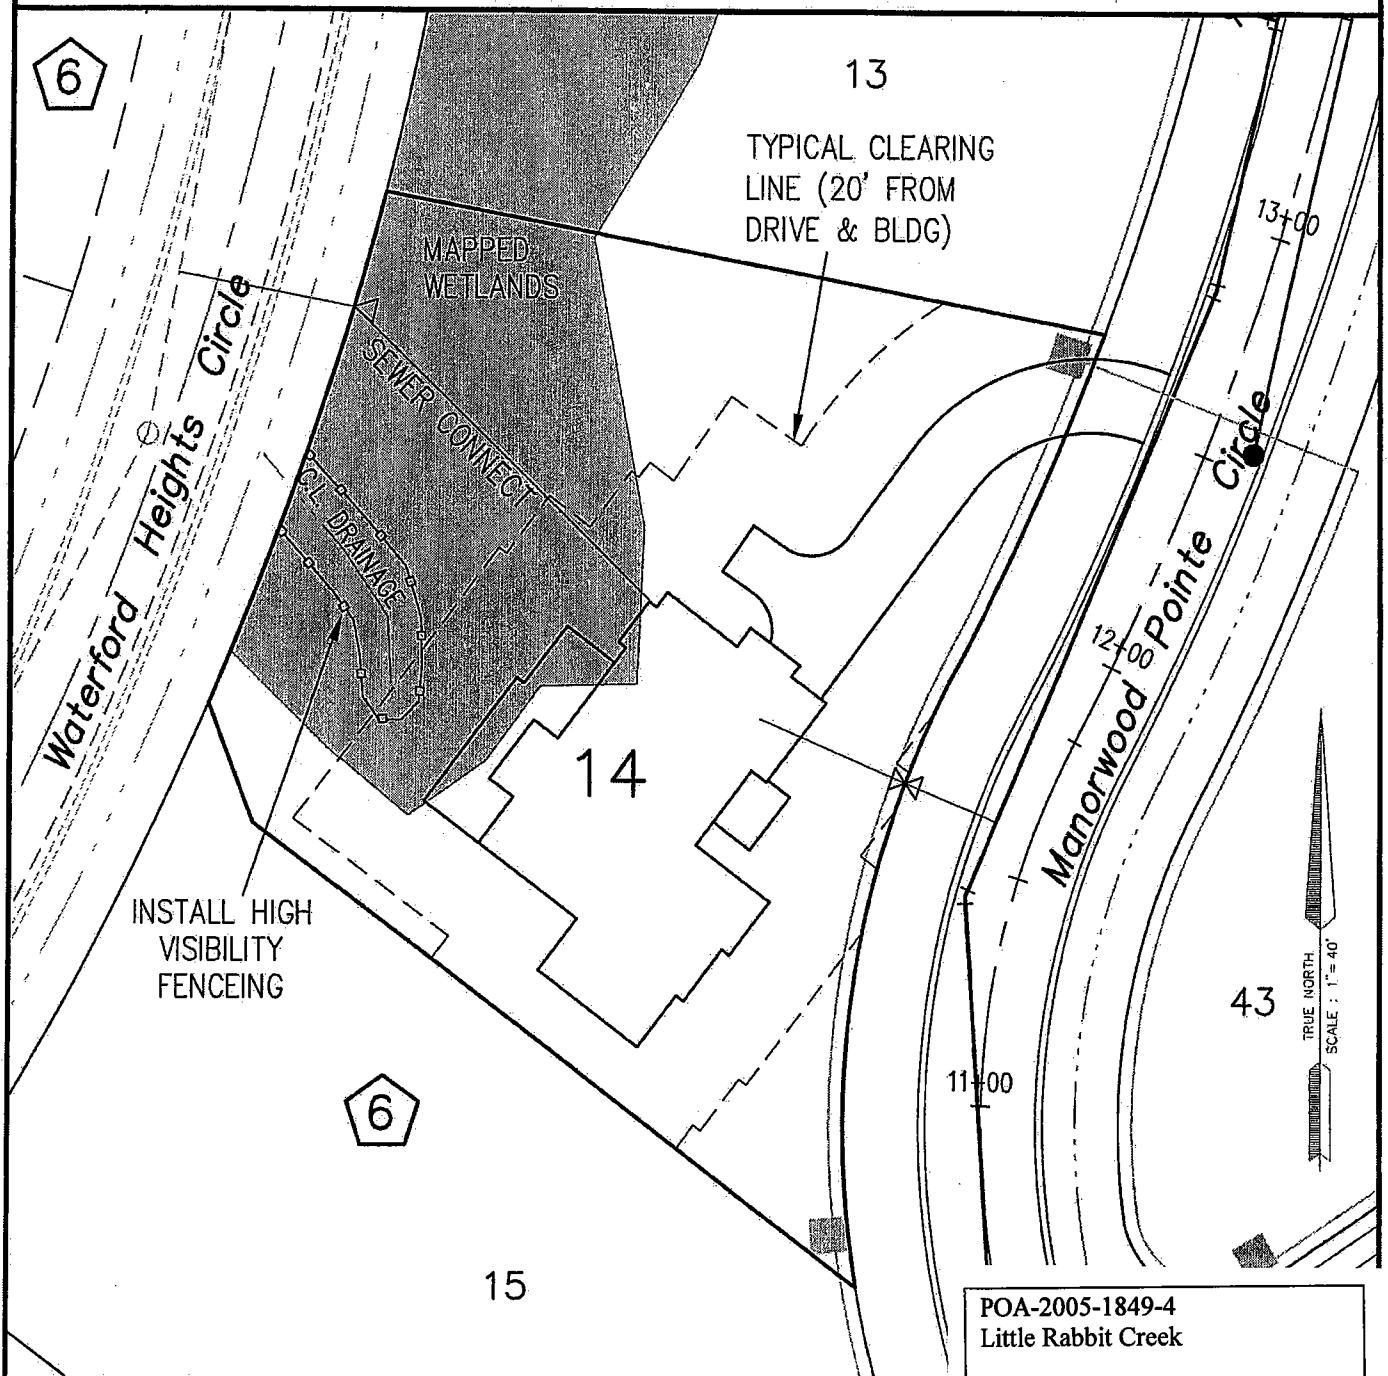 6
13
TYPICAL CLEARING
LINE (20' FROM
DRIVE & BLDG)
13+00
MAPPED
WETLANDS
Waterford Heights Circle
SEWER CONNECT
C.L. DRAINAGE
Manorwood Pointe Circle
12+00
14
INSTALL HIGH
VISIBILITY
FENCEING
43
TRUE NORTH
SCALE : 1"= 40'
11+00
6
15
POA-2005-1849-4
Little Rabbit Creek